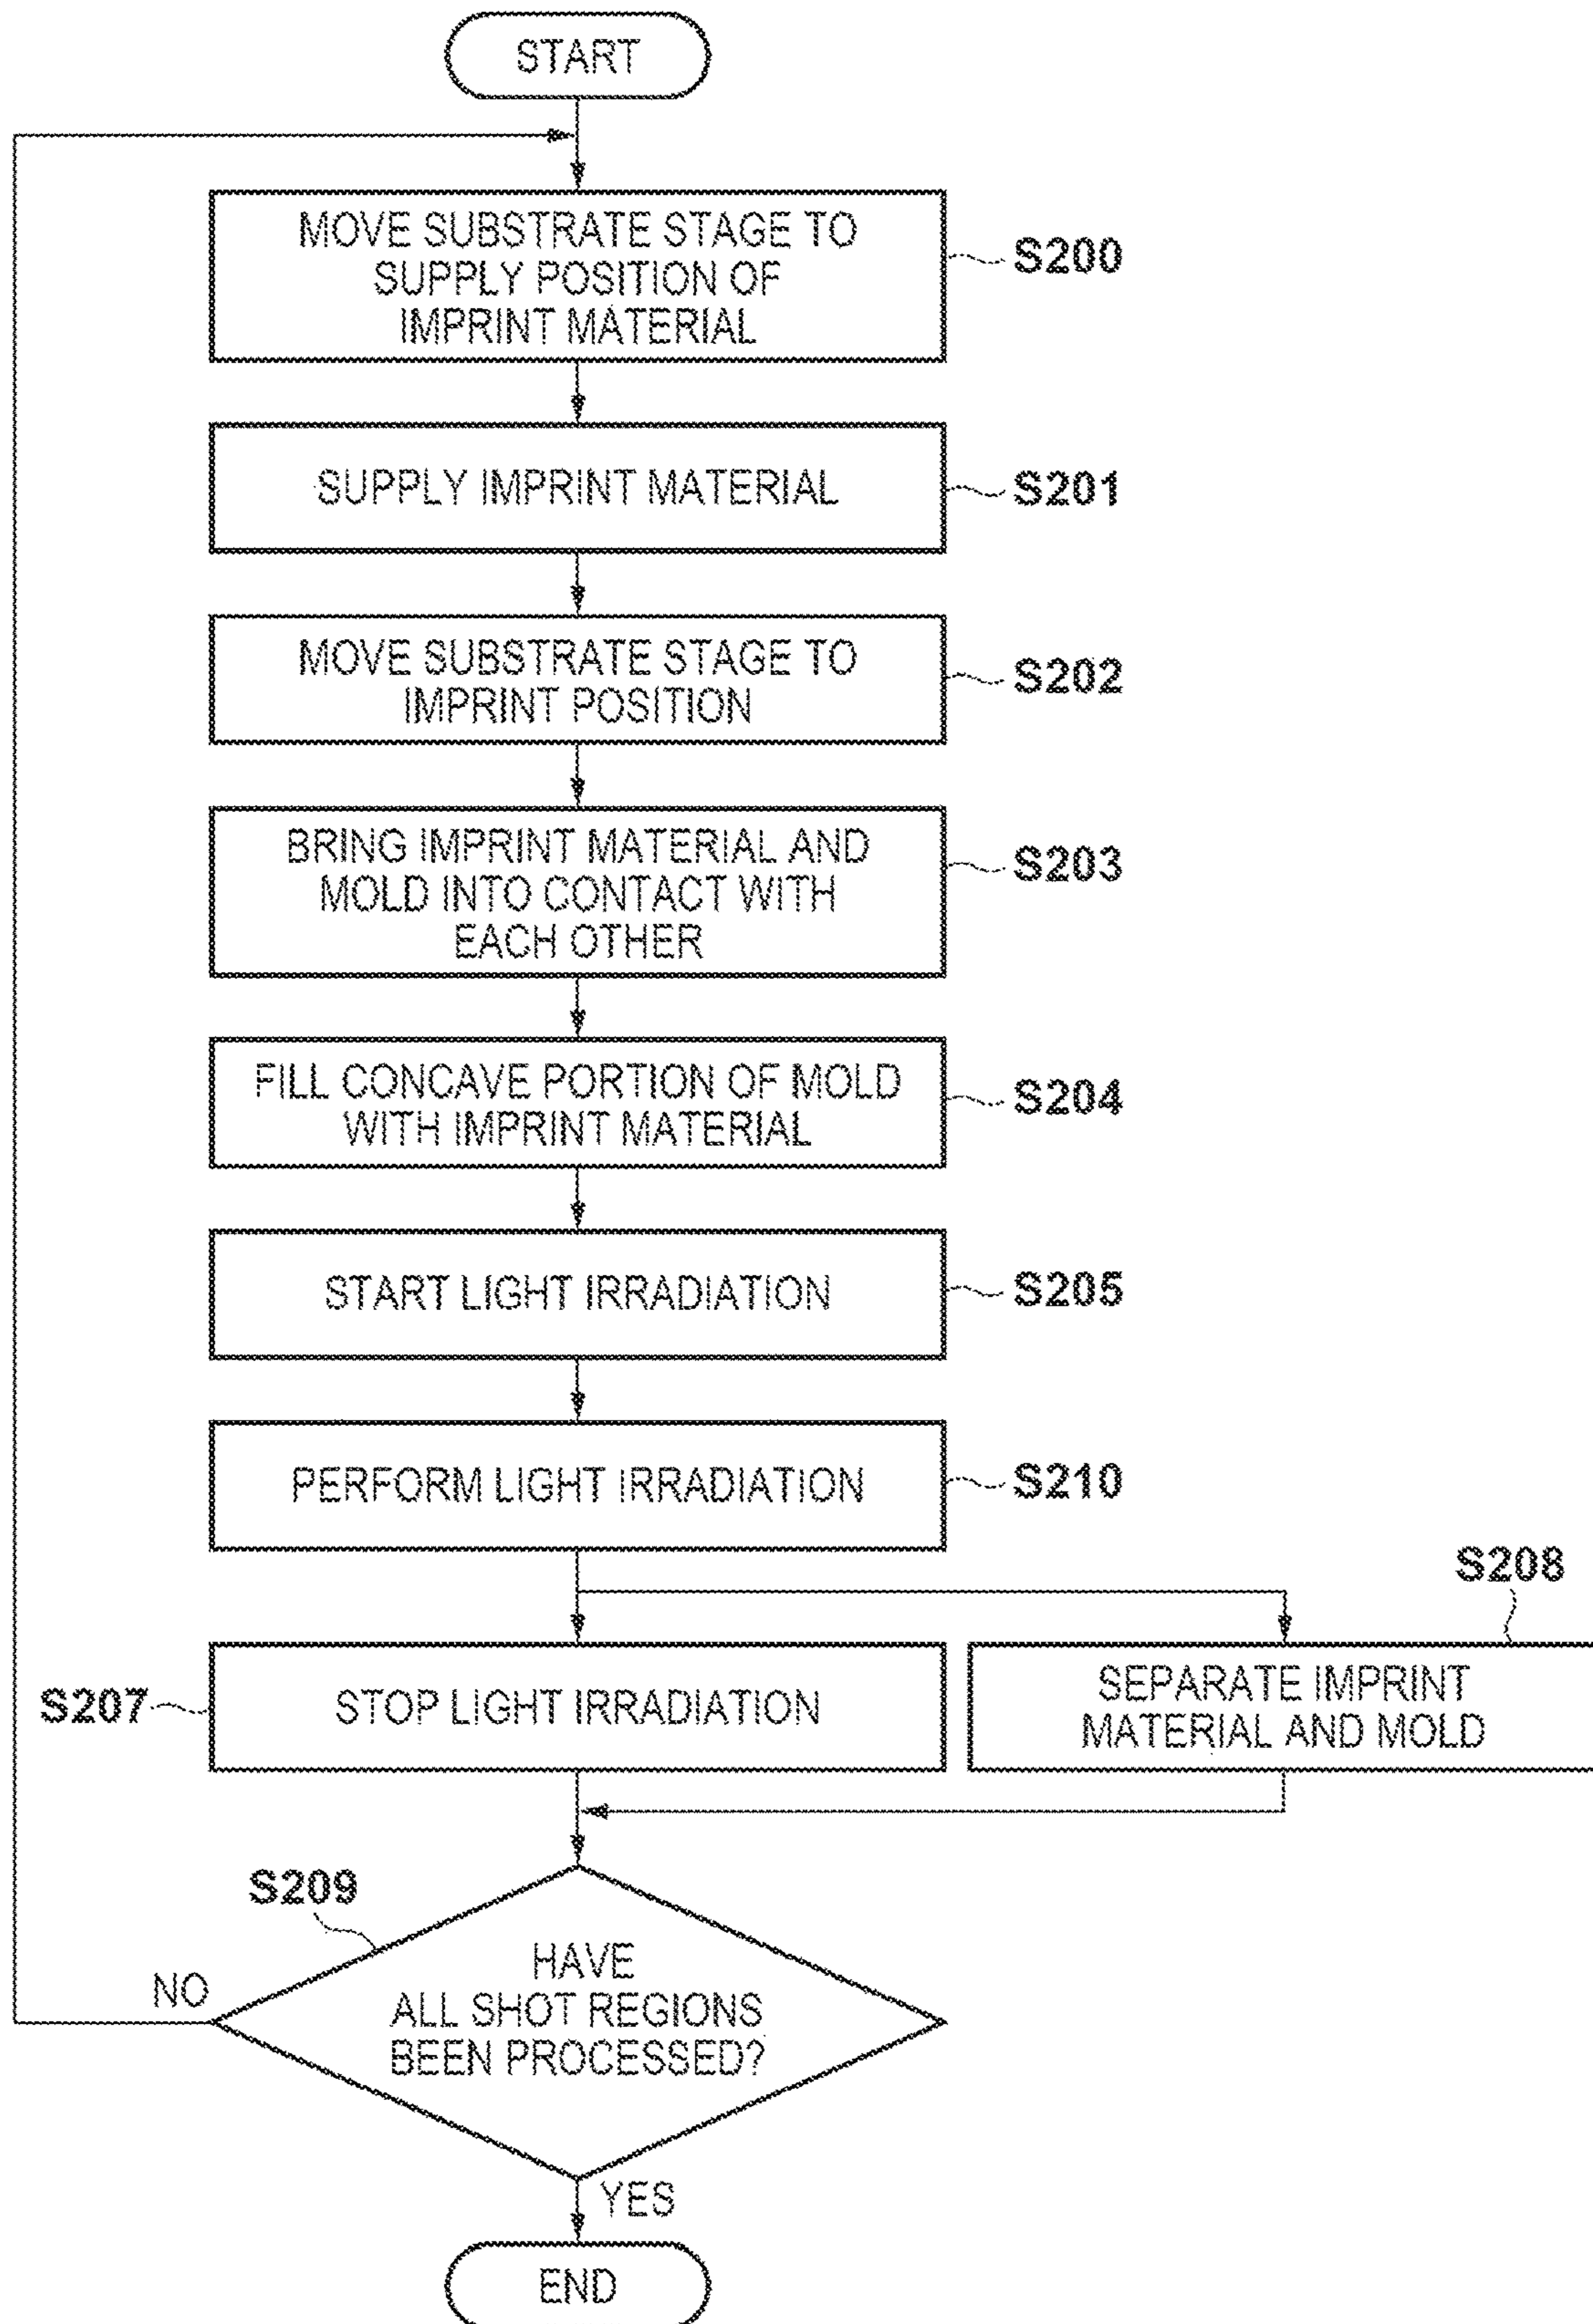 START
MOVE SUBSTRATE STAGE TO
SUPPLY POSITION OF
IMPRINT MATERIAL
S200
SUPPLY IMPRINT MATERIAL
S201
MOVE SUBSTRATE STAGE TO
IMPRINT POSITION
S202
BRING IMPRINT MATERIAL AND
MOLD INTO CONTACT WITH
EACH OTHER
S203
FILL CONCAVE PORTION OF MOLD
WITH IMPRINT MATERIAL
S204
START LIGHT IRRADIATION
S205
PERFORM LIGHT IRRADIATION
S210
S208
S207
STOP LIGHT IRRADIATION
SEPARATE IMPRINT
MATERIAL AND MOLD
S209
HAVE
ALL SHOT REGIONS
BEEN PROCESSED?
NO
YES
END